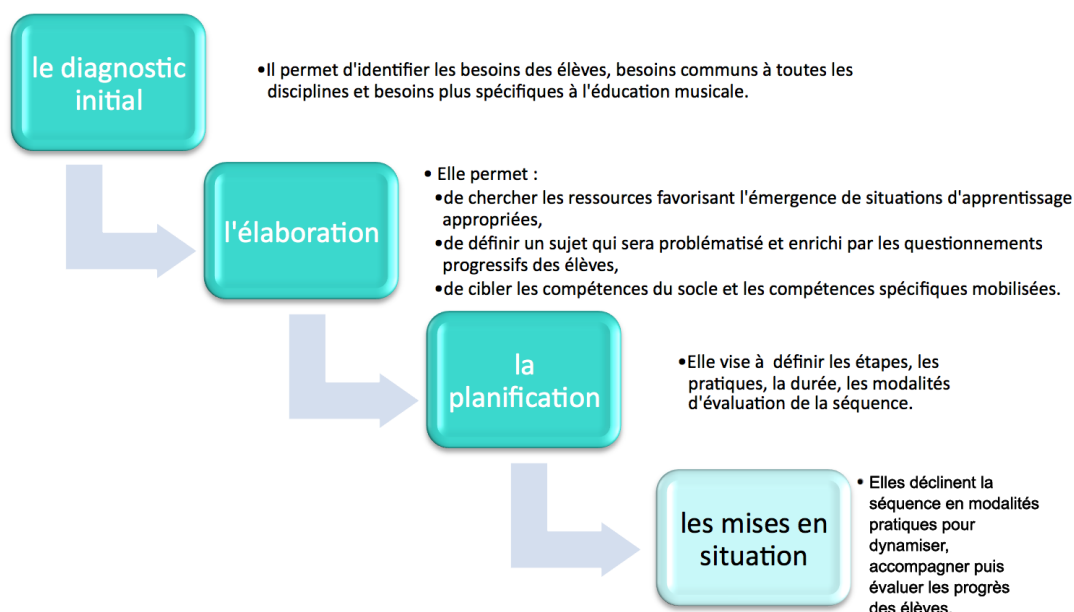 le diagnostic
initial
•Il permet d'identifier les besoins des élèves, besoins communs à toutes les
disciplines et besoins plus spécifiques à l'éducation musicale.
l'élaboration
• Elle permet :
•de chercher les ressources favorisant l'émergence de situations d'apprentissage
appropriées,
•de définir un sujet qui sera problématisé et enrichi par les questionnements
progressifs des élèves,
•de cibler les compétences du socle et les compétences spécifiques mobilisées.
la
planification
•Elle vise à définir les étapes, les
pratiques, la durée, les modalités
d'évaluation de la séquence.
les mises en
situation
• Elles déclinent la
séquence en modalités
pratiques pour
dynamiser,
accompagner puis
évaluer les progrès
des élèves.